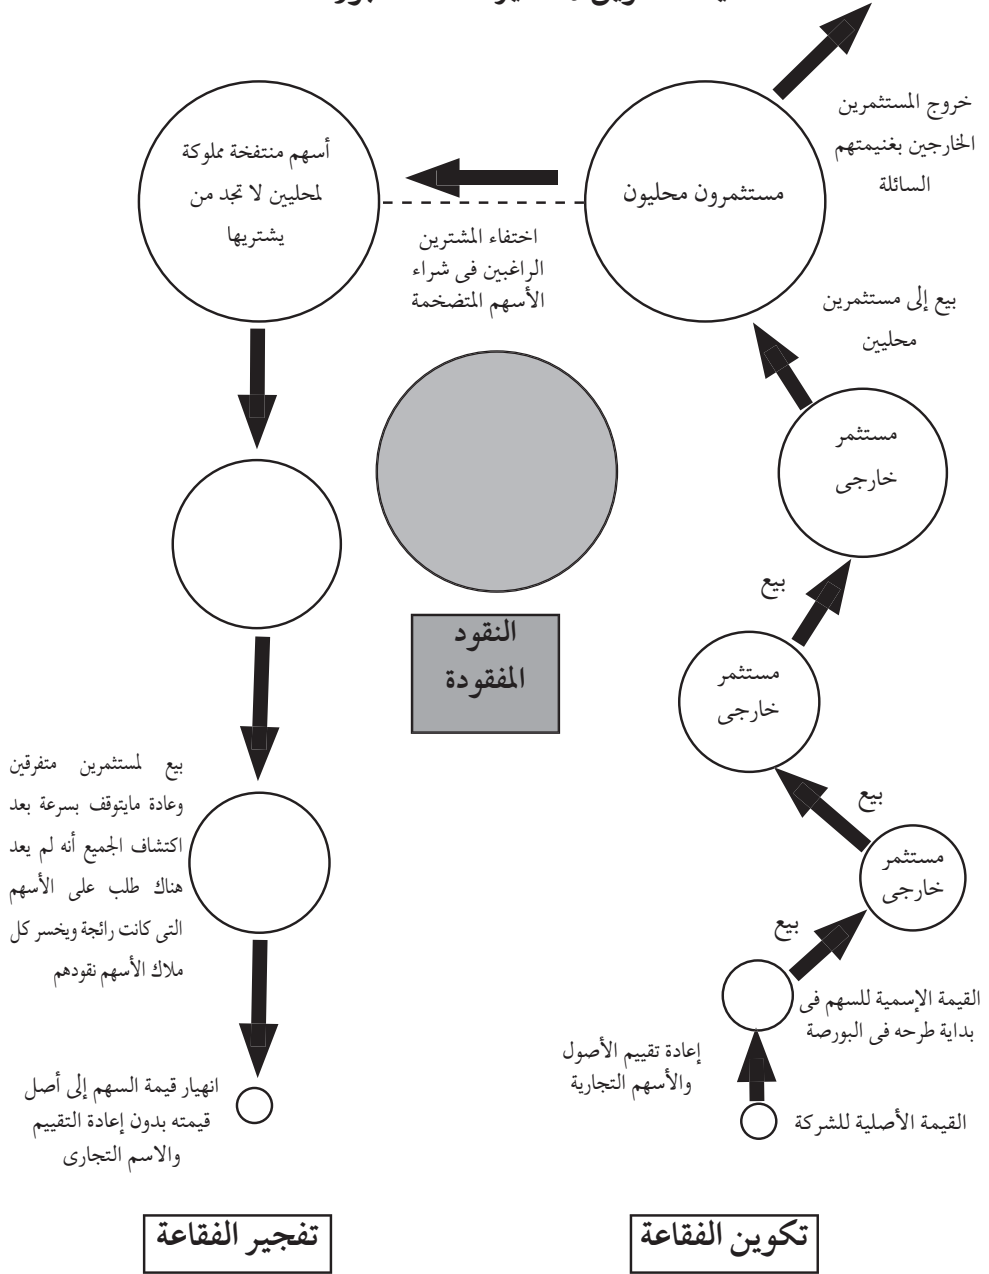 خروج المستثمرين
الخارجين بغنيمتهم
السائلة
مستثمرون محليون
أسهم منتفخة مملوكة
لمحليين لا تجد من
يشتريها
اختفاء المشترين
الراغبين فى شراء
الأسهم المتضخمة
بيع إلى مستثمرين
محليين
مستثمر
خارجى
بيع
النقود
المفقودة
مستثمر
خارجى
بيع
مستثمر
خارجى
بيع
بيع لمستثمرين متفرقين
وعادة مايتوقف بسرعة بعد
اكتشاف الجميع أنه لم يعد
هناك طلب على الأسهم
التى كانت رائجة ويخسر كل
ملاك الأسهم نقودهم
القيمة الإسمية للسهم فى
بداية طرحه فى البورصة
إعادة تقييم الأصول
والأسهم التجارية
القيمة الأصلية للشركة
انهيار قيمة السهم إلى أصل
قيمته بدون إعادة التقييم
والاسم التجارى
تكوين الفقاعة
تفجير الفقاعة